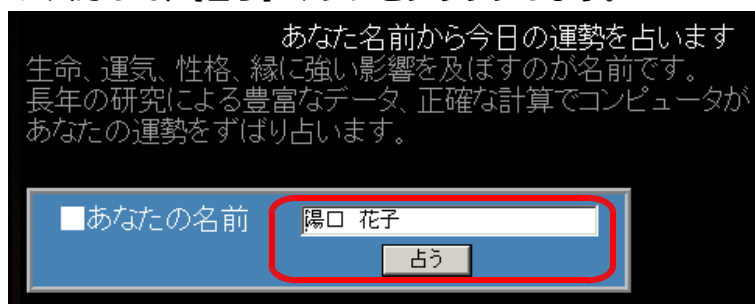 あなた名前から今日の運勢を占います
生命、運気、性格、縁に強い影響を及ぼすのが名前です。
長年の研究による豊富なデータ、正確な計算でコンピュータが
あなたの運勢をずばり占います。
■あなたの名前 陽口 花子
占う